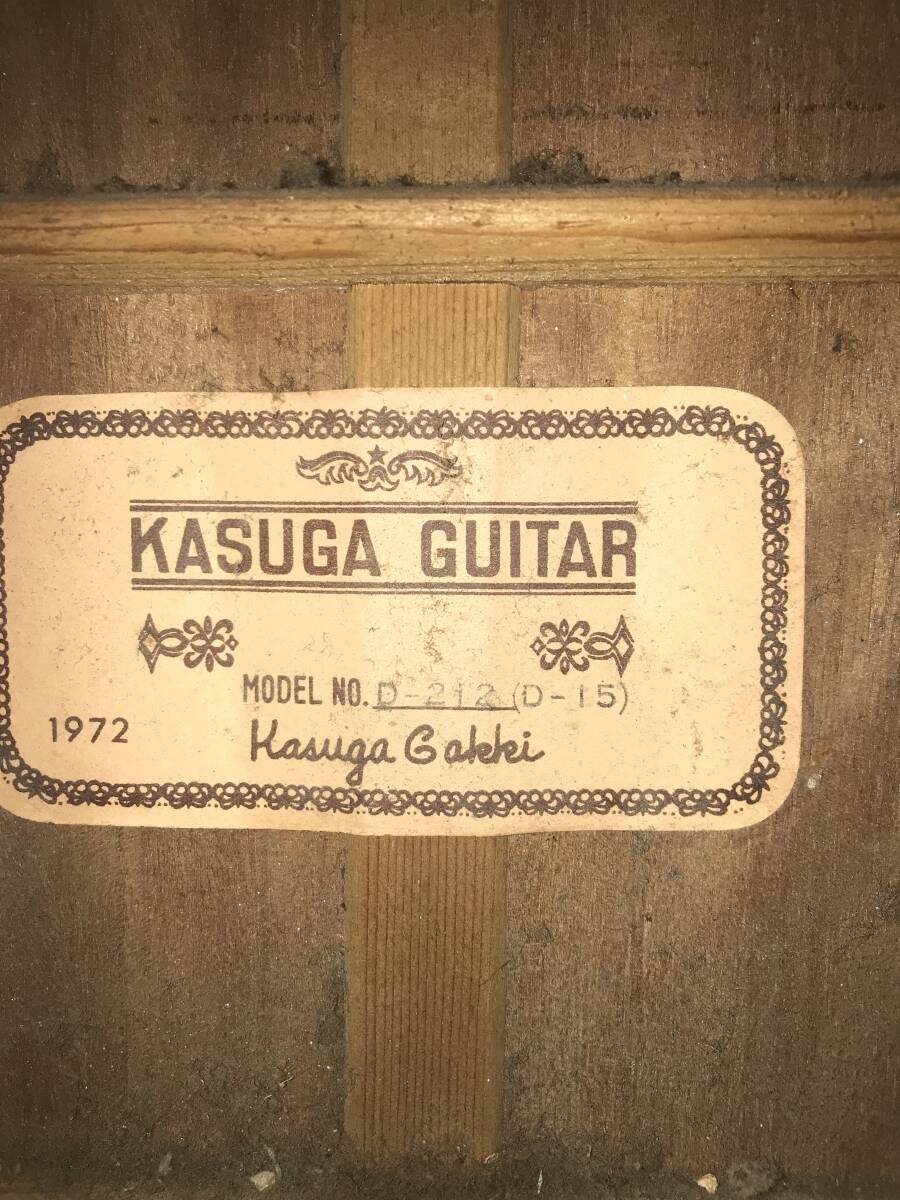 KASUGA GUITAR
MODEL NO. D-212 (D-15)
1972
Kasuga Gakki